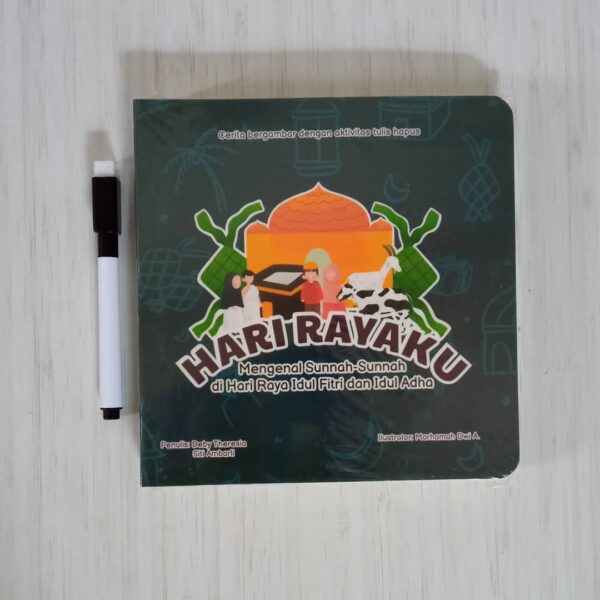 Cerita bergambar dengan aktivitas tulis hapus
HARI RAYAKU
Mengenal Sunnah-Sunnah
di Hari Raya Idul Fitri dan Idul Adha
Penulis: Deby Theresia
Siti Ambarli
Ilustrator: Marhamah Dwi A.